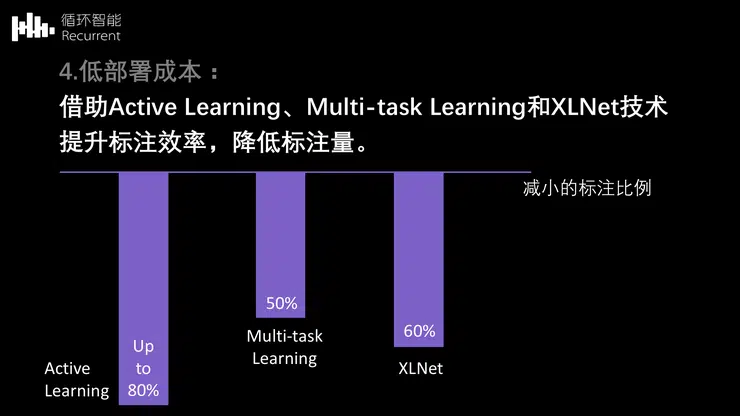 循环智能
Recurrent
4.低部署成本：
借助Active Learning、Multi-task Learning和XLNet技术
提升标注效率，降低标注量。
减小的标注比例
50%
60%
Up
to
80%
Active
Learning
Multi-task
Learning
XLNet